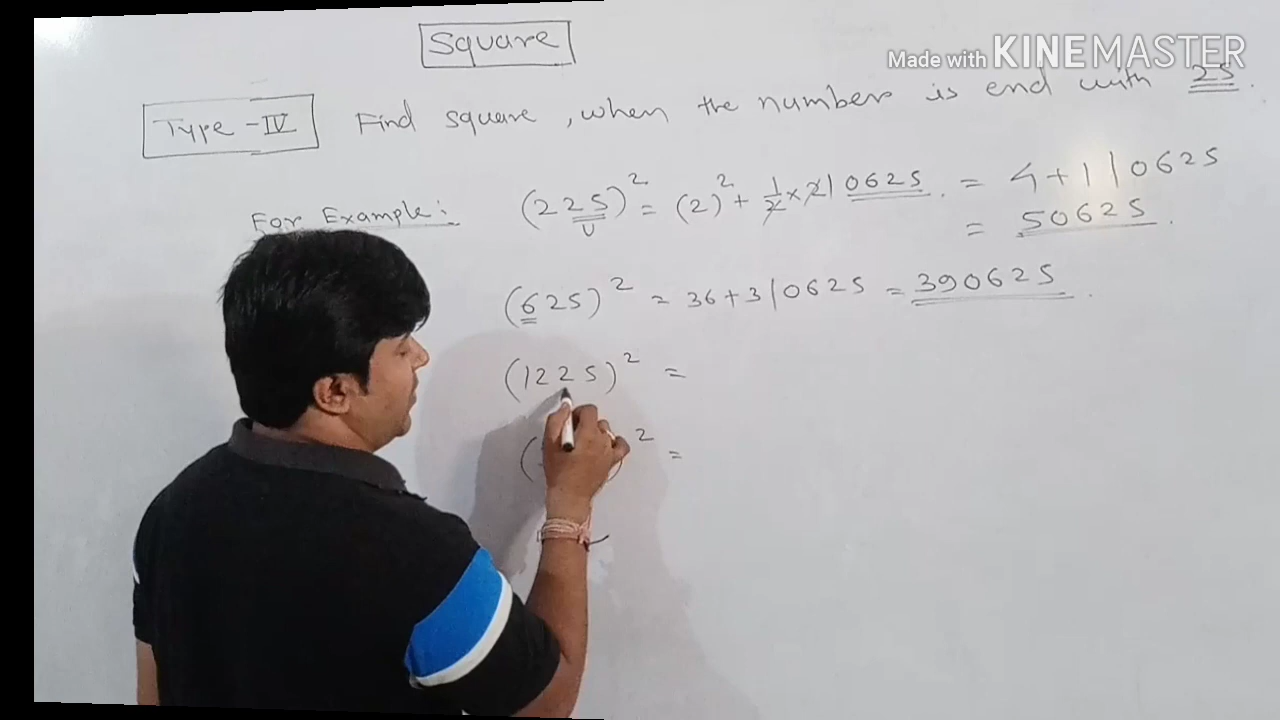 Square
Made with KINEMASTER
Type - IV Find square, when the numbers is end with 25.
For Example:- (225)² = (2)² + 1/2 × 2 | 0625 = 4 + 1 | 0625
= 50625.
(625)² = 36 + 3 | 0625 = 390625.
(1225)² =
( )² =